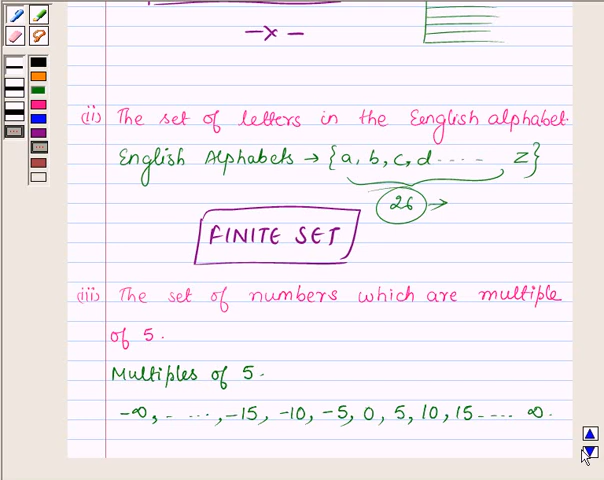 —x—
(ii) The set of letters in the Eenglish alphabet.
English Alphabets → {a, b, c, d ..... z}
26 →
FINITE SET
(iii) The set of numbers which are multiple
of 5.
Multiples of 5.
-∞, . ...., -15, -10, -5, 0, 5, 10, 15 .... ∞.